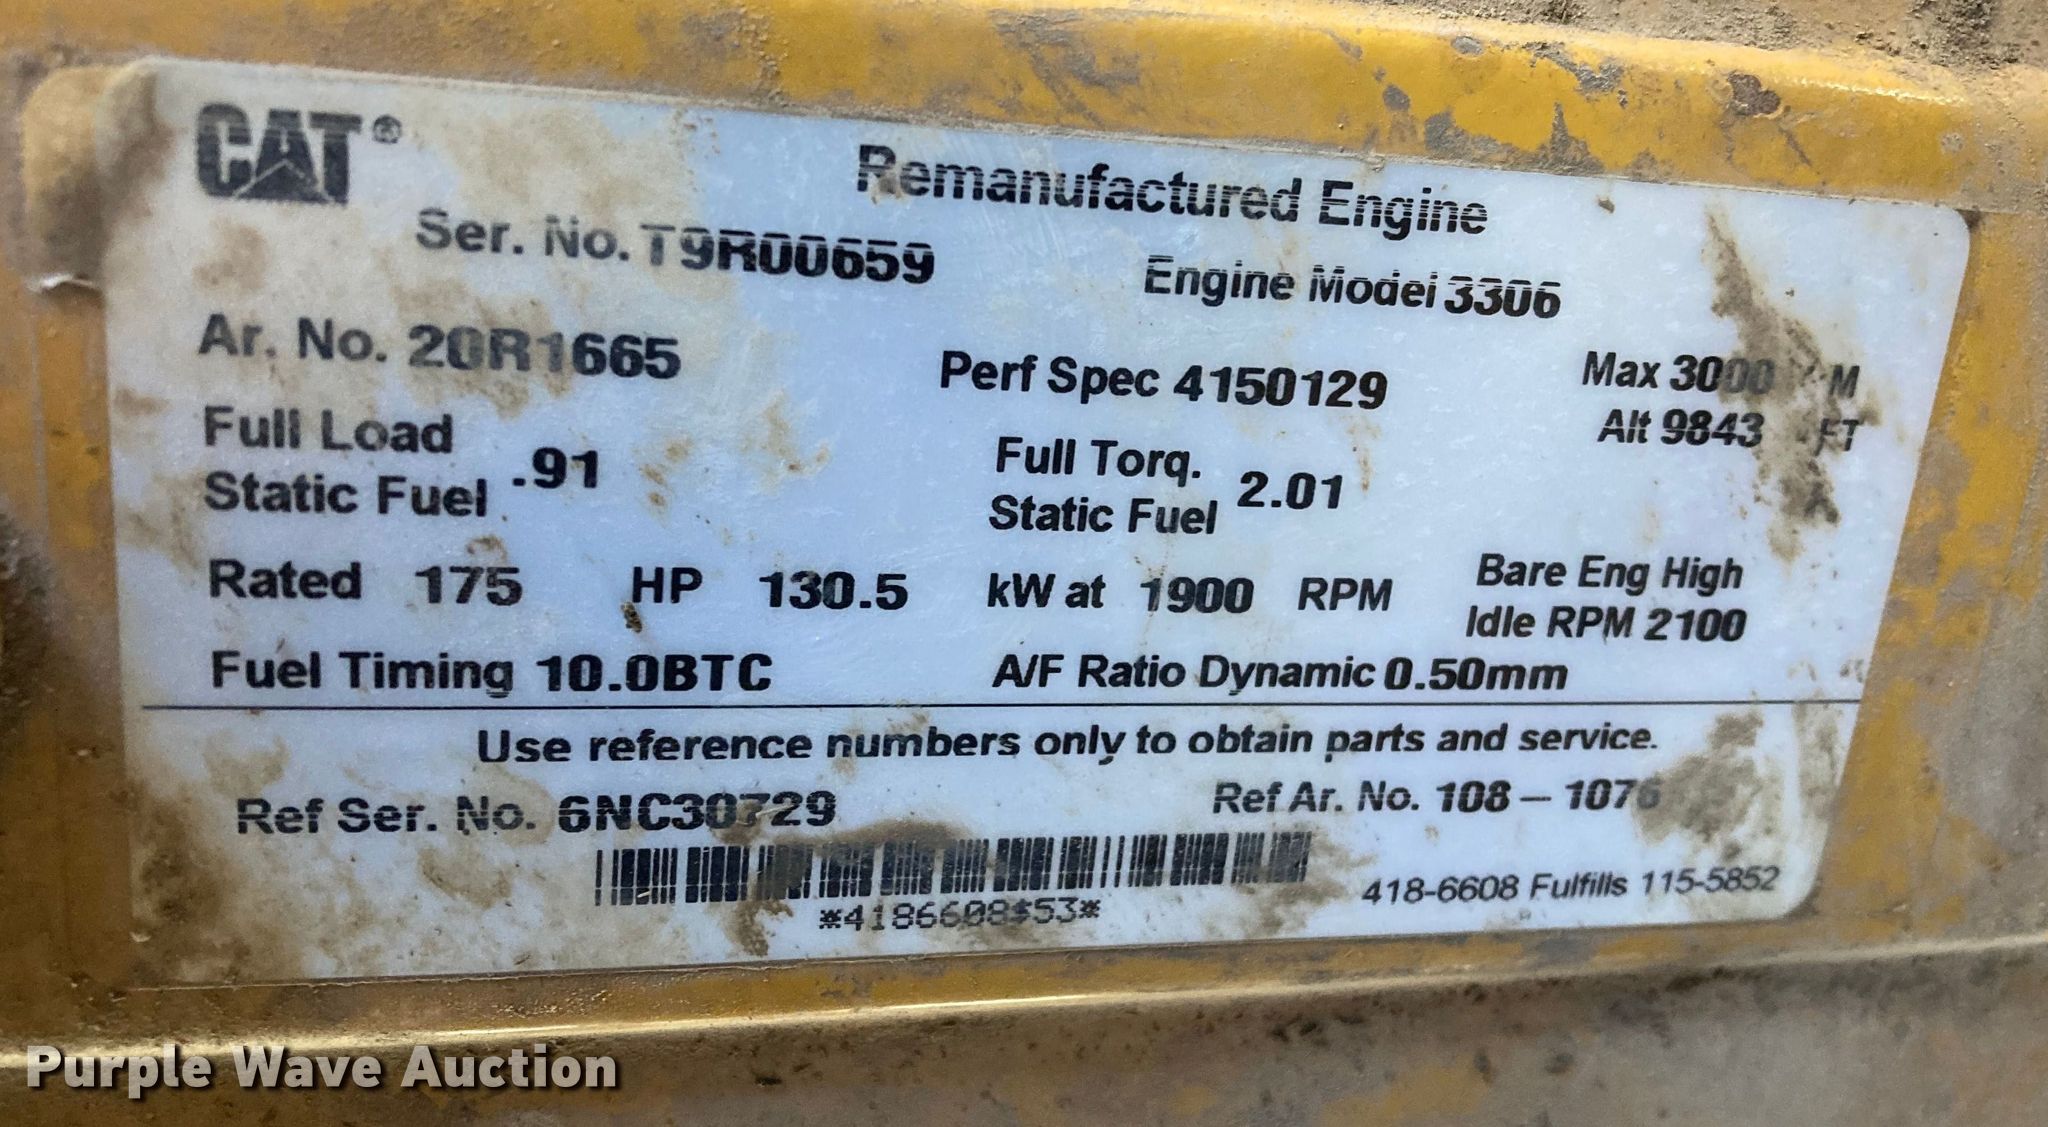 CAT®
Remanufactured Engine
Ser. No. T9R00659
Engine Model 3306
Ar. No. 20R1665
Perf Spec 4150129
Max 3000 M
Alt 9843 FT
Full Load
Static Fuel .91
Full Torq.
Static Fuel 2.01
Rated 175 HP 130.5 kW at 1900 RPM
Bare Eng High
Idle RPM 2100
Fuel Timing 10.0BTC
A/F Ratio Dynamic 0.50mm
Use reference numbers only to obtain parts and service.
Ref Ser. No. 6NC30729
Ref Ar. No. 108-1076
*4186608$53*
418-6608 Fulfills 115-5852
Purple Wave Auction